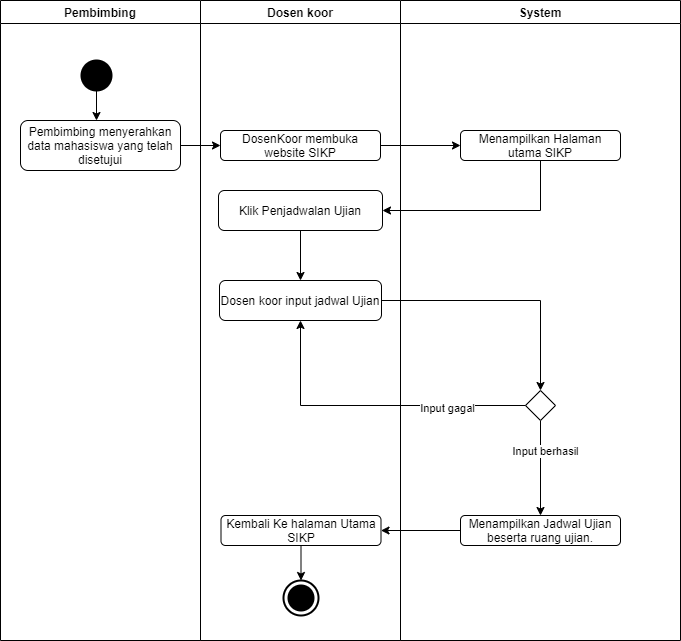 Pembimbing
Dosen koor
System
Pembimbing menyerahkan
data mahasiswa yang telah
disetujui
DosenKoor membuka
website SIKP
Menampilkan Halaman
utama SIKP
Klik Penjadwalan Ujian
Dosen koor input jadwal Ujian
Input gagal
Input berhasil
Menampilkan Jadwal Ujian
beserta ruang ujian.
Kembali Ke halaman Utama
SIKP